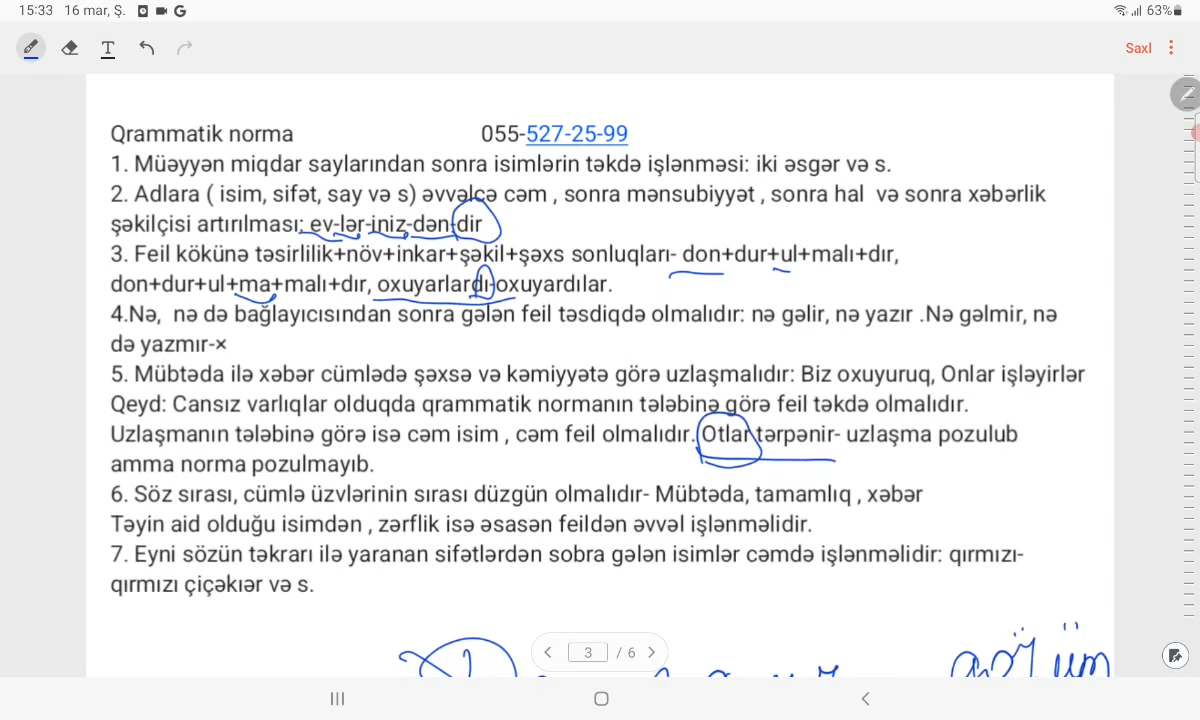 15:33 16 mar, Ş. 63%
T Saxl
Qrammatik norma 055-527-25-99
1. Müəyyən miqdar saylarından sonra isimlərin təkdə işlənməsi: iki əsgər və s.
2. Adlara ( isim, sifət, say və s) əvvəlcə cəm , sonra mənsubiyyət , sonra hal və sonra xəbərlik
şəkilçisi artırılması; ev-lər-iniz-dən-dir
3. Feil kökünə təsirlilik+növ+inkar+şəkil+şəxs sonluqları- don+dur+ul+malı+dır,
don+dur+ul+ma+malı+dır, oxuyarlardı-oxuyardılar.
4.Nə, nə də bağlayıcısından sonra gələn feil təsdiqdə olmalıdır: nə gəlir, nə yazır .Nə gəlmir, nə
də yazmır-×
5. Mübtəda ilə xəbər cümlədə şəxsə və kəmiyyətə görə uzlaşmalıdır: Biz oxuyuruq, Onlar işləyirlər
Qeyd: Cansız varlıqlar olduqda qrammatik normanın tələbinə görə feil təkdə olmalıdır.
Uzlaşmanın tələbinə görə isə cəm isim , cəm feil olmalıdır. Otlar tərpənir- uzlaşma pozulub
amma norma pozulmayıb.
6. Söz sırası, cümlə üzvlərinin sırası düzgün olmalıdır- Mübtəda, tamamlıq , xəbər
Təyin aid olduğu isimdən , zərflik isə əsasən feildən əvvəl işlənməlidir.
7. Eyni sözün təkrarı ilə yaranan sifətlərdən sobra gələn isimlər cəmdə işlənməlidir: qırmızı-
qırmızı çiçəkıər və s.
3 / 6